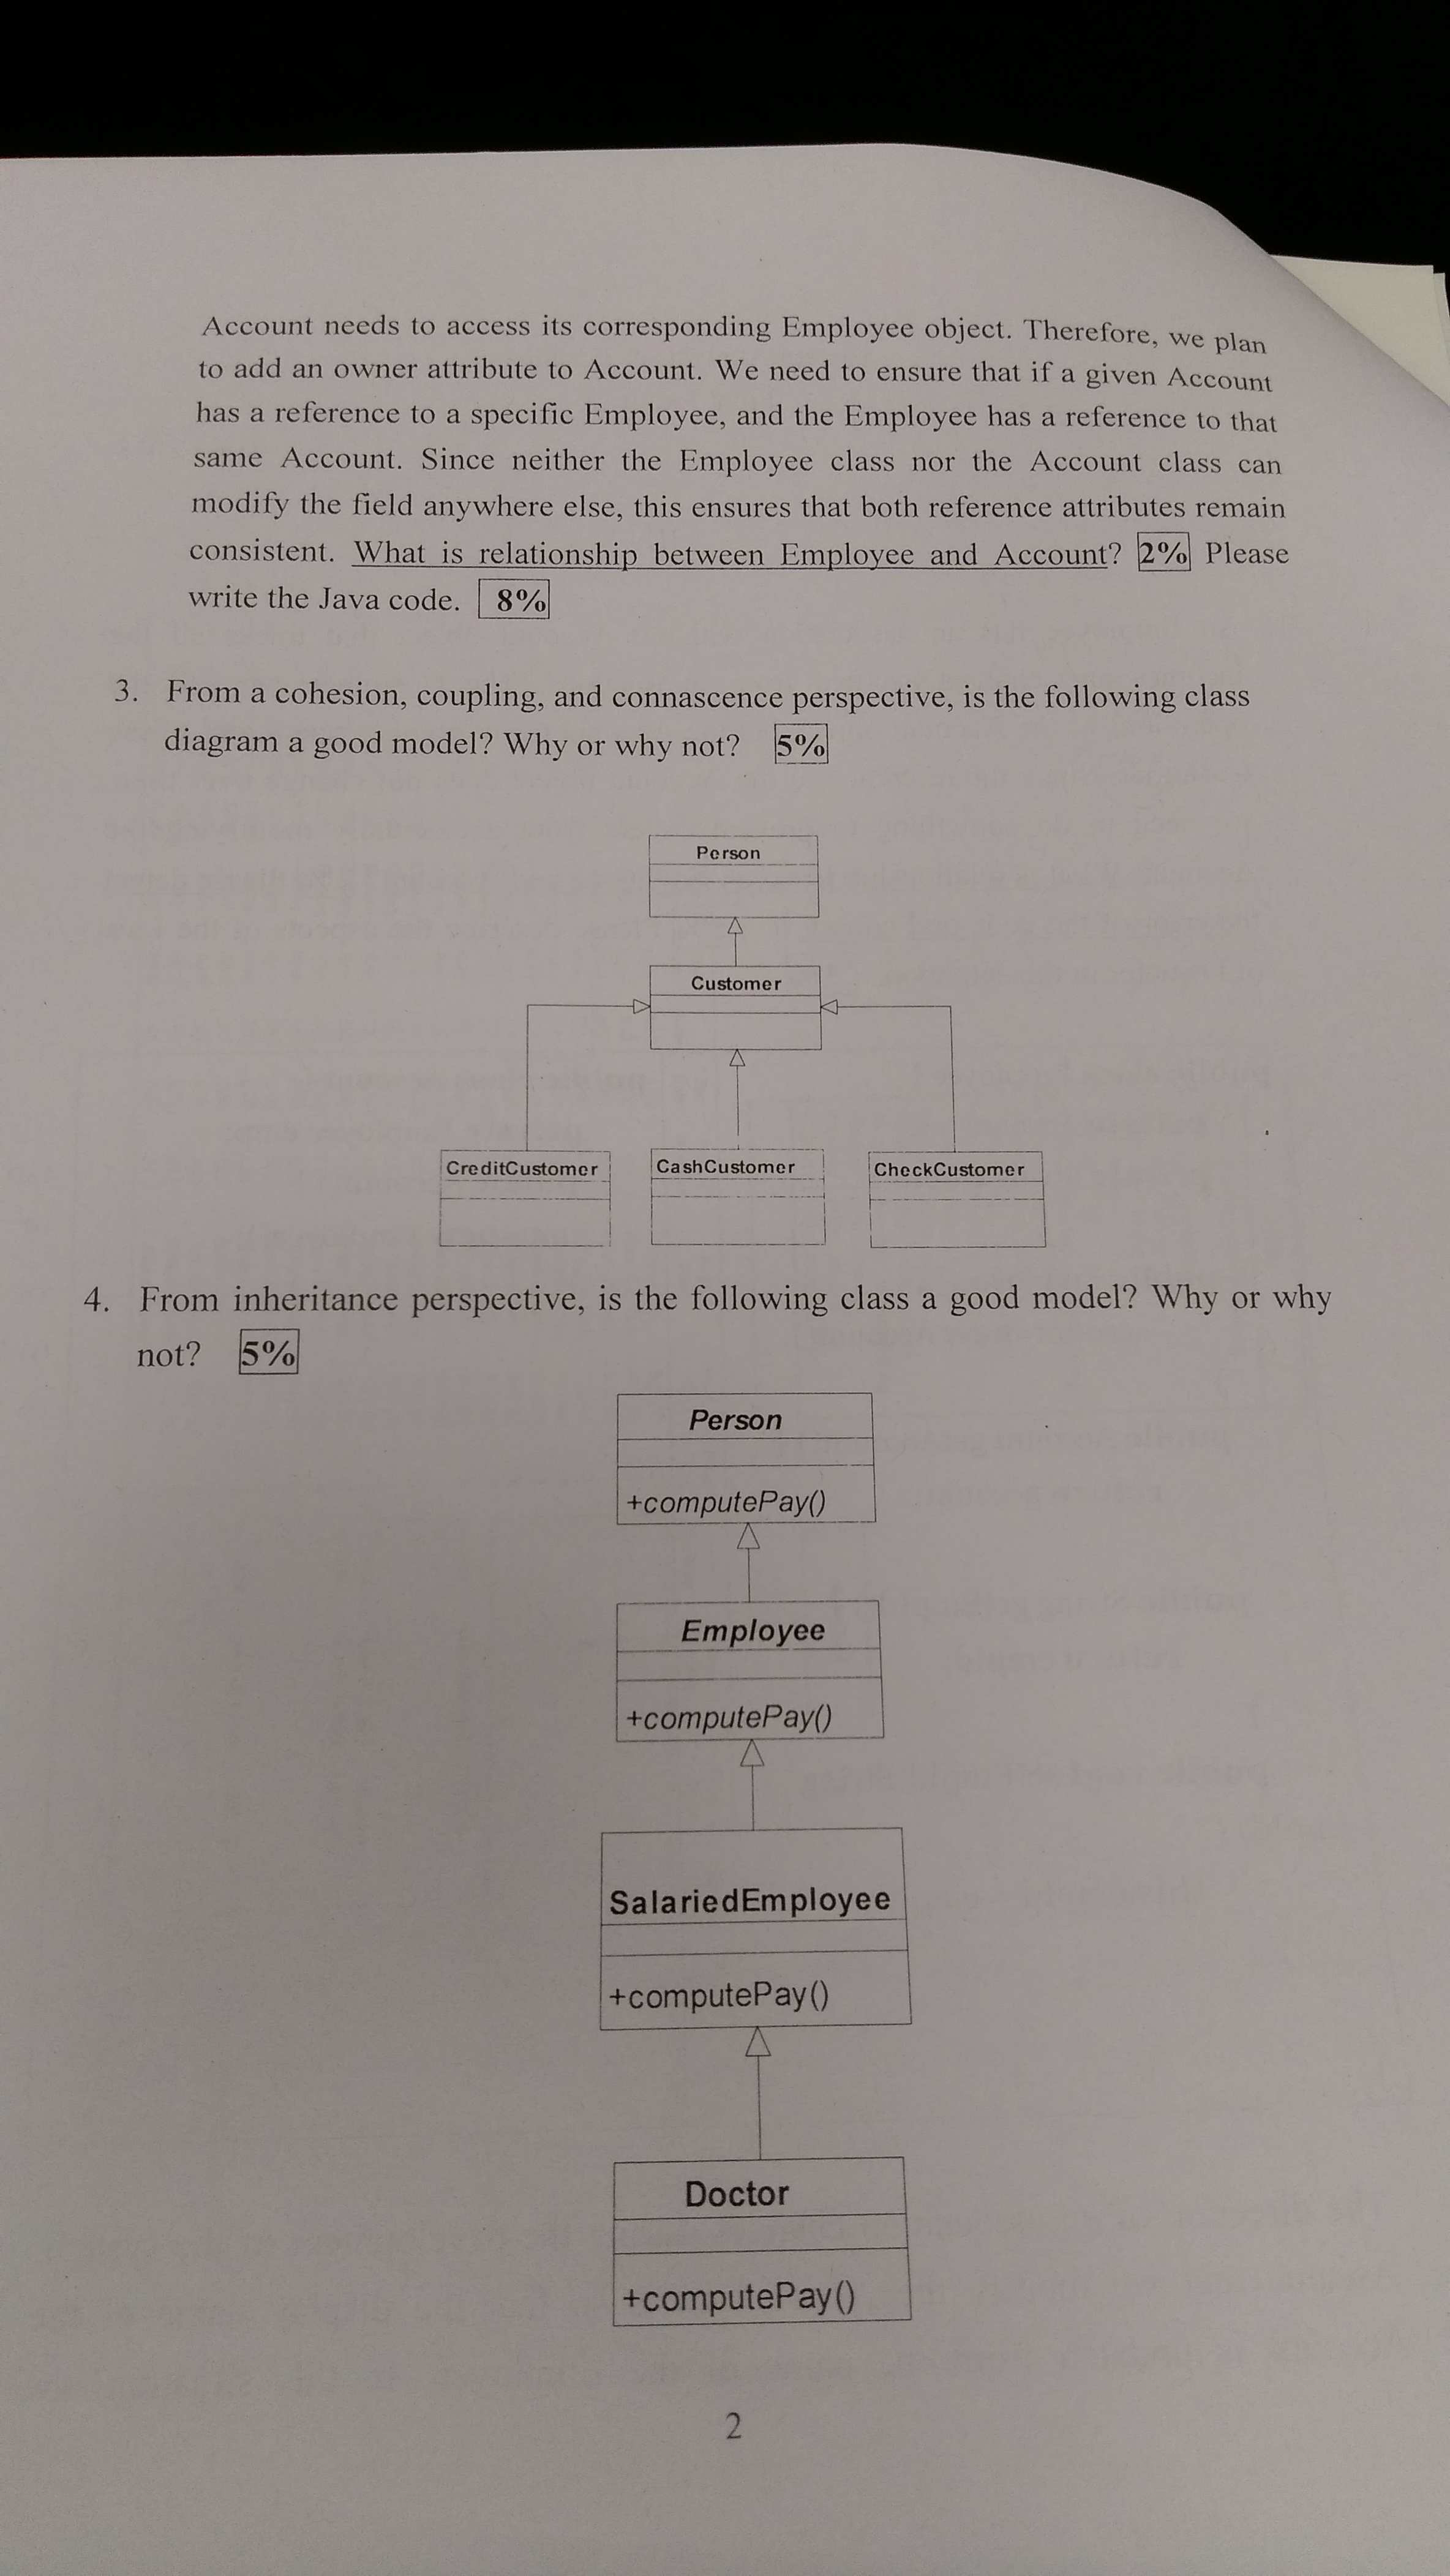 Account needs to access its corresponding Employee object. Therefore, we plan
to add an owner attribute to Account. We need to ensure that if a given Account
has a reference to a specific Employee, and the Employee has a reference to that
same Account. Since neither the Employee class nor the Account class can
modify the field anywhere else, this ensures that both reference attributes remain
consistent. What is relationship between Employee and Account? 2% Please
write the Java code. 8%
3. From a cohesion, coupling, and connascence perspective, is the following class
diagram a good model? Why or why not? 5%
Person
Customer
CreditCustomer CashCustomer CheckCustomer
4. From inheritance perspective, is the following class a good model? Why or why
not? 5%
Person
+computePay()
Employee
+computePay()
SalariedEmployee
+computePay()
Doctor
+computePay()
2